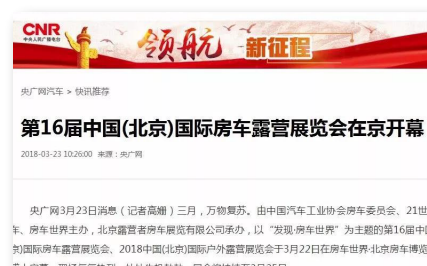 CNR
中央人民广播电台
领航 新征程
央广网汽车 > 快讯推荐
第16届中国(北京)国际房车露营展览会在京开幕
2018-03-23 10:26:00 来源：央广网
央广网3月23日消息（记者高姗）三月，万物复苏。由中国汽车工业协会房车委员会、21世
车、房车世界主办，北京露营者房车展览有限公司承办，以“发现·房车世界”为主题的第16届中国
京)国际房车露营展览会、2018中国(北京)国际户外露营展览会于3月22日在房车世界·北京房车博览